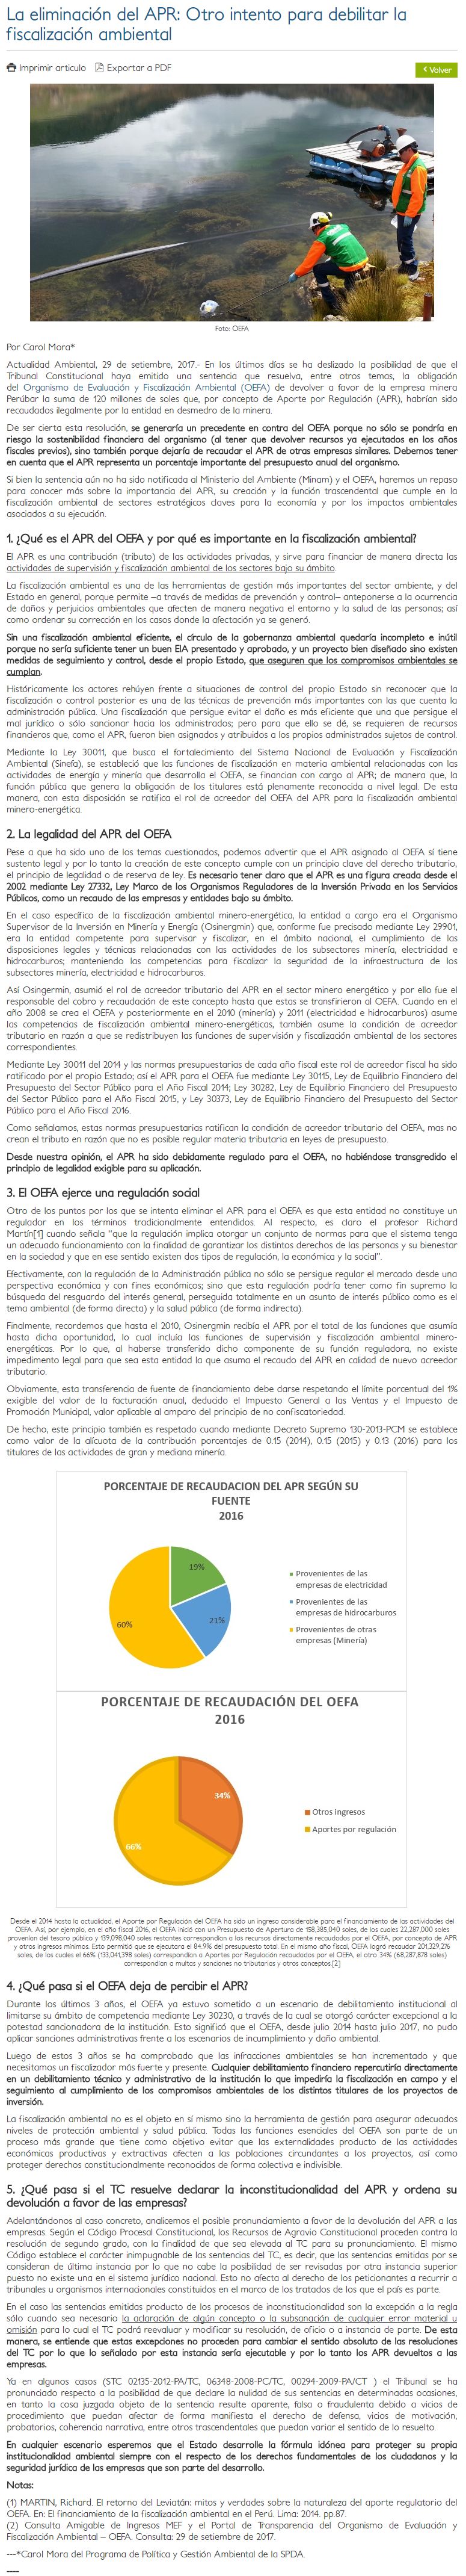 La eliminación del APR: Otro intento para debilitar la
fiscalización ambiental
Imprimir articulo Exportar a PDF
Volver
Foto: OEFA
Por Carol Mora*
Actualidad Ambiental, 29 de setiembre, 2017.- En los últimos días se ha deslizado la posibilidad de que el
Tribunal Constitucional haya emitido una sentencia que resuelva, entre otros temas, la obligación
del Organismo de Evaluación y Fiscalización Ambiental (OEFA) de devolver a favor de la empresa minera
Perúbar la suma de 120 millones de soles que, por concepto de Aporte por Regulación (APR), habrían sido
recaudados ilegalmente por la entidad en desmedro de la minera.
De ser cierta esta resolución, se generaría un precedente en contra del OEFA porque no sólo se pondría en
riesgo la sostenibilidad financiera del organismo (al tener que devolver recursos ya ejecutados en los años
fiscales previos), sino también porque dejaría de recaudar el APR de otras empresas similares. Debemos tener
en cuenta que el APR representa un porcentaje importante del presupuesto anual del organismo.
Si bien la sentencia aún no ha sido notificada al Ministerio del Ambiente (Minam) y el OEFA, haremos un repaso
para conocer más sobre la importancia del APR, su creación y la función trascendental que cumple en la
fiscalización ambiental de sectores estratégicos claves para la economía y por los impactos ambientales
asociados a su ejecución.
1. ¿Qué es el APR del OEFA y por qué es importante en la fiscalización ambiental?
El APR es una contribución (tributo) de las actividades privadas, y sirve para financiar de manera directa las
actividades de supervisión y fiscalización ambiental de los sectores bajo su ámbito.
La fiscalización ambiental es una de las herramientas de gestión más importantes del sector ambiente, y del
Estado en general, porque permite –a través de medidas de prevención y control– anteponerse a la ocurrencia
de daños y perjuicios ambientales que afecten de manera negativa el entorno y la salud de las personas; así
como ordenar su corrección en los casos donde la afectación ya se generó.
Sin una fiscalización ambiental eficiente, el círculo de la gobernanza ambiental quedaría incompleto e inútil
porque no sería suficiente tener un buen EIA presentado y aprobado, y un proyecto bien diseñado sino existen
medidas de seguimiento y control, desde el propio Estado, que aseguren que los compromisos ambientales se
cumplan.
Históricamente los actores rehúyen frente a situaciones de control del propio Estado sin reconocer que la
fiscalización o control posterior es una de las técnicas de prevención más importantes con las que cuenta la
administración pública. Una fiscalización que persigue evitar el daño es más eficiente que una que persigue el
mal jurídico o sólo sancionar hacia los administrados; pero para que ello se dé, se requieren de recursos
financieros que, como el APR, fueron bien asignados y atribuidos a los propios administrados sujetos de control.
Mediante la Ley 30011, que busca el fortalecimiento del Sistema Nacional de Evaluación y Fiscalización
Ambiental (Sinefa), se estableció que las funciones de fiscalización en materia ambiental relacionadas con las
actividades de energía y minería que desarrolla el OEFA, se financian con cargo al APR; de manera que, la
función pública que genera la obligación de los titulares está plenamente reconocida a nivel legal. De esta
manera, con esta disposición se ratifica el rol de acreedor del OEFA del APR para la fiscalización ambiental
minero-energética.
2. La legalidad del APR del OEFA
Pese a que ha sido uno de los temas cuestionados, podemos advertir que el APR asignado al OEFA sí tiene
sustento legal y por lo tanto la creación de este concepto cumple con un principio clave del derecho tributario,
el principio de legalidad o de reserva de ley. Es necesario tener claro que el APR es una figura creada desde el
2002 mediante Ley 27332, Ley Marco de los Organismos Reguladores de la Inversión Privada en los Servicios
Públicos, como un recaudo de las empresas y entidades bajo su ámbito.
En el caso específico de la fiscalización ambiental minero-energética, la entidad a cargo era el Organismo
Supervisor de la Inversión en Minería y Energía (Osinergmin) que, conforme fue precisado mediante Ley 29901,
era la entidad competente para supervisar y fiscalizar, en el ámbito nacional, el cumplimiento de las
disposiciones legales y técnicas relacionadas con las actividades de los subsectores minería, electricidad e
hidrocarburos; manteniendo las competencias para fiscalizar la seguridad de la infraestructura de los
subsectores minería, electricidad e hidrocarburos.
Así Osingermin, asumió el rol de acreedor tributario del APR en el sector minero energético y por ello fue el
responsable del cobro y recaudación de este concepto hasta que estas se transfirieron al OEFA. Cuando en el
año 2008 se crea el OEFA y posteriormente en el 2010 (minería) y 2011 (electricidad e hidrocarburos) asume
las competencias de fiscalización ambiental minero-energéticas, también asume la condición de acreedor
tributario en razón a que se redistribuyen las funciones de supervisión y fiscalización ambiental de los sectores
correspondientes.
Mediante Ley 30011 del 2014 y las normas presupuestarias de cada año fiscal este rol de acreedor fiscal ha sido
ratificado por el propio Estado; así el APR para el OEFA fue mediante Ley 30115, Ley de Equilibrio Financiero del
Presupuesto del Sector Público para el Año Fiscal 2014; Ley 30282, Ley de Equilibrio Financiero del Presupuesto
del Sector Público para el Año Fiscal 2015, y Ley 30373, Ley de Equilibrio Financiero del Presupuesto del Sector
Público para el Año Fiscal 2016.
Como señalamos, estas normas presupuestarias ratifican la condición de acreedor tributario del OEFA, mas no
crean el tributo en razón que no es posible regular materia tributaria en leyes de presupuesto.
Desde nuestra opinión, el APR ha sido debidamente regulado para el OEFA, no habiéndose transgredido el
principio de legalidad exigible para su aplicación.
3. El OEFA ejerce una regulación social
Otro de los puntos por los que se intenta eliminar el APR para el OEFA es que esta entidad no constituye un
regulador en los términos tradicionalmente entendidos. Al respecto, es claro el profesor Richard
Martín[1] cuando señala “que la regulación implica otorgar un conjunto de normas para que el sistema tenga
un adecuado funcionamiento con la finalidad de garantizar los distintos derechos de las personas y su bienestar
en la sociedad y que en ese sentido existen dos tipos de regulación, la económica y la social”.
Efectivamente, con la regulación de la Administración pública no sólo se persigue regular el mercado desde una
perspectiva económica y con fines económicos; sino que esta regulación podría tener como fin supremo la
búsqueda del resguardo del interés general, perseguida totalmente en un asunto de interés público como es el
tema ambiental (de forma directa) y la salud pública (de forma indirecta).
Finalmente, recordemos que hasta el 2010, Osinergmin recibía el APR por el total de las funciones que asumía
hasta dicha oportunidad, lo cual incluía las funciones de supervisión y fiscalización ambiental minero-
energéticas. Por lo que, al haberse transferido dicho componente de su función reguladora, no existe
impedimento legal para que sea esta entidad la que asuma el recaudo del APR en calidad de nuevo acreedor
tributario.
Obviamente, esta transferencia de fuente de financiamiento debe darse respetando el límite porcentual del 1%
exigible del valor de la facturación anual, deducido el Impuesto General a las Ventas y el Impuesto de
Promoción Municipal, valor aplicable al amparo del principio de no confiscatoriedad.
De hecho, este principio también es respetado cuando mediante Decreto Supremo 130-2013-PCM se establece
como valor de la alícuota de la contribución porcentajes de 0.15 (2014), 0.15 (2015) y 0.13 (2016) para los
titulares de las actividades de gran y mediana minería.
PORCENTAJE DE RECAUDACION DEL APR SEGÚN SU
FUENTE
2016
19%
21%
60%
Provenientes de las
empresas de electricidad
Provenientes de las
empresas de hidrocarburos
Provenientes de otras
empresas (Minería)
PORCENTAJE DE RECAUDACIÓN DEL OEFA
2016
34%
66%
Otros ingresos
Aportes por regulación
Desde el 2014 hasta la actualidad, el Aporte por Regulación del OEFA ha sido un ingreso considerable para el financiamiento de las actividades del
OEFA. Así, por ejemplo, en el año fiscal 2016, el OEFA inició con un Presupuesto de Apertura de 158,385,040 soles, de los cuales 22,287,000 soles
provenían del tesoro público y 139,098,040 soles restantes correspondían a los recursos directamente recaudados por el OEFA, por concepto de APR
y otros ingresos mínimos. Esto permitió que se ejecutara el 84.9% del presupuesto total. En el mismo año fiscal, OEFA logró recaudar 201,329,276
soles, de los cuales el 66% (133,041,398 soles) correspondían a Aportes por Regulación recaudados por el OEFA, el otro 34% (68,287,878 soles)
correspondían a multas y sanciones no tributarias y otros conceptos.[2]
4. ¿Qué pasa si el OEFA deja de percibir el APR?
Durante los últimos 3 años, el OEFA ya estuvo sometido a un escenario de debilitamiento institucional al
limitarse su ámbito de competencia mediante Ley 30230, a través de la cual se otorgó carácter excepcional a la
potestad sancionadora de la institución. Esto significó que el OEFA, desde julio 2014 hasta julio 2017, no pudo
aplicar sanciones administrativas frente a los escenarios de incumplimiento y daño ambiental.
Luego de estos 3 años se ha comprobado que las infracciones ambientales se han incrementado y que
necesitamos un fiscalizador más fuerte y presente. Cualquier debilitamiento financiero repercutiría directamente
en un debilitamiento técnico y administrativo de la institución lo que impediría la fiscalización en campo y el
seguimiento al cumplimiento de los compromisos ambientales de los distintos titulares de los proyectos de
inversión.
La fiscalización ambiental no es el objeto en sí mismo sino la herramienta de gestión para asegurar adecuados
niveles de protección ambiental y salud pública. Todas las funciones esenciales del OEFA son parte de un
proceso más grande que tiene como objetivo evitar que las externalidades producto de las actividades
económicas productivas y extractivas afecten a las poblaciones circundantes a los proyectos, así como
proteger derechos constitucionalmente reconocidos de forma colectiva e indivisible.
5. ¿Qué pasa si el TC resuelve declarar la inconstitucionalidad del APR y ordena su
devolución a favor de las empresas?
Adelantándonos al caso concreto, analicemos el posible pronunciamiento a favor de la devolución del APR a las
empresas. Según el Código Procesal Constitucional, los Recursos de Agravio Constitucional proceden contra la
resolución de segundo grado, con la finalidad de que sea elevada al TC para su pronunciamiento. El mismo
Código establece el carácter inimpugnable de las sentencias del TC, es decir, que las sentencias emitidas por se
consideran de última instancia por lo que no cabe la posibilidad de ser revisadas por otra instancia superior
puesto que no existe una en el sistema jurídico nacional. Esto no afecta al derecho de los peticionantes a recurrir a
tribunales u organismos internacionales constituidos en el marco de los tratados de los que el país es parte.
En el caso las sentencias emitidas producto de los procesos de inconstitucionalidad son la excepción a la regla
sólo cuando sea necesario la aclaración de algún concepto o la subsanación de cualquier error material u
omisión para lo cual el TC podrá reevaluar y modificar su resolución, de oficio o a instancia de parte. De esta
manera, se entiende que estas excepciones no proceden para cambiar el sentido absoluto de las resoluciones
del TC por lo que lo señalado por esta instancia sería ejecutable y por lo tanto los APR devueltos a las
empresas.
Ya en algunos casos (STC 02135-2012-PA/TC, 06348-2008-PC/TC, 00294-2009-PA/CT ) el Tribunal se ha
pronunciado respecto a la posibilidad de que declare la nulidad de sus sentencias en determinadas ocasiones,
en tanto la cosa juzgada objeto de la sentencia resulte aparente, falsa o fraudulenta debido a vicios de
procedimiento que puedan afectar de forma manifiesta el derecho de defensa, vicios de motivación,
probatorios, coherencia narrativa, entre otros trascendentales que puedan variar el sentido de lo resuelto.
En cualquier escenario esperemos que el Estado desarrolle la fórmula idónea para proteger su propia
institucionalidad ambiental siempre con el respecto de los derechos fundamentales de los ciudadanos y la
seguridad jurídica de las empresas que son parte del desarrollo.
Notas:
(1) MARTIN, Richard. El retorno del Leviatán: mitos y verdades sobre la naturaleza del aporte regulatorio del
OEFA. En: El financiamiento de la fiscalización ambiental en el Perú. Lima: 2014. pp.87.
(2) Consulta Amigable de Ingresos MEF y el Portal de Transparencia del Organismo de Evaluación y
Fiscalización Ambiental – OEFA. Consulta: 29 de setiembre de 2017.
---*Carol Mora del Programa de Política y Gestión Ambiental de la SPDA.
----